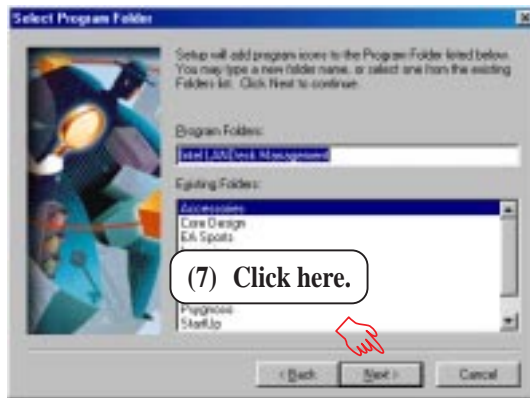 Select Program Folder
Setup will add program icons to the Program Folder listed below.
You may type a new folder name, or select one from the existing
Folders list. Click Next to continue.
Program Folders:
Intel LANDesk Management
Existing Folders:
Accessories
Core Design
EA Sports
(7) Click here.
Psygnosis
StartUp
< Back
Next >
Cancel